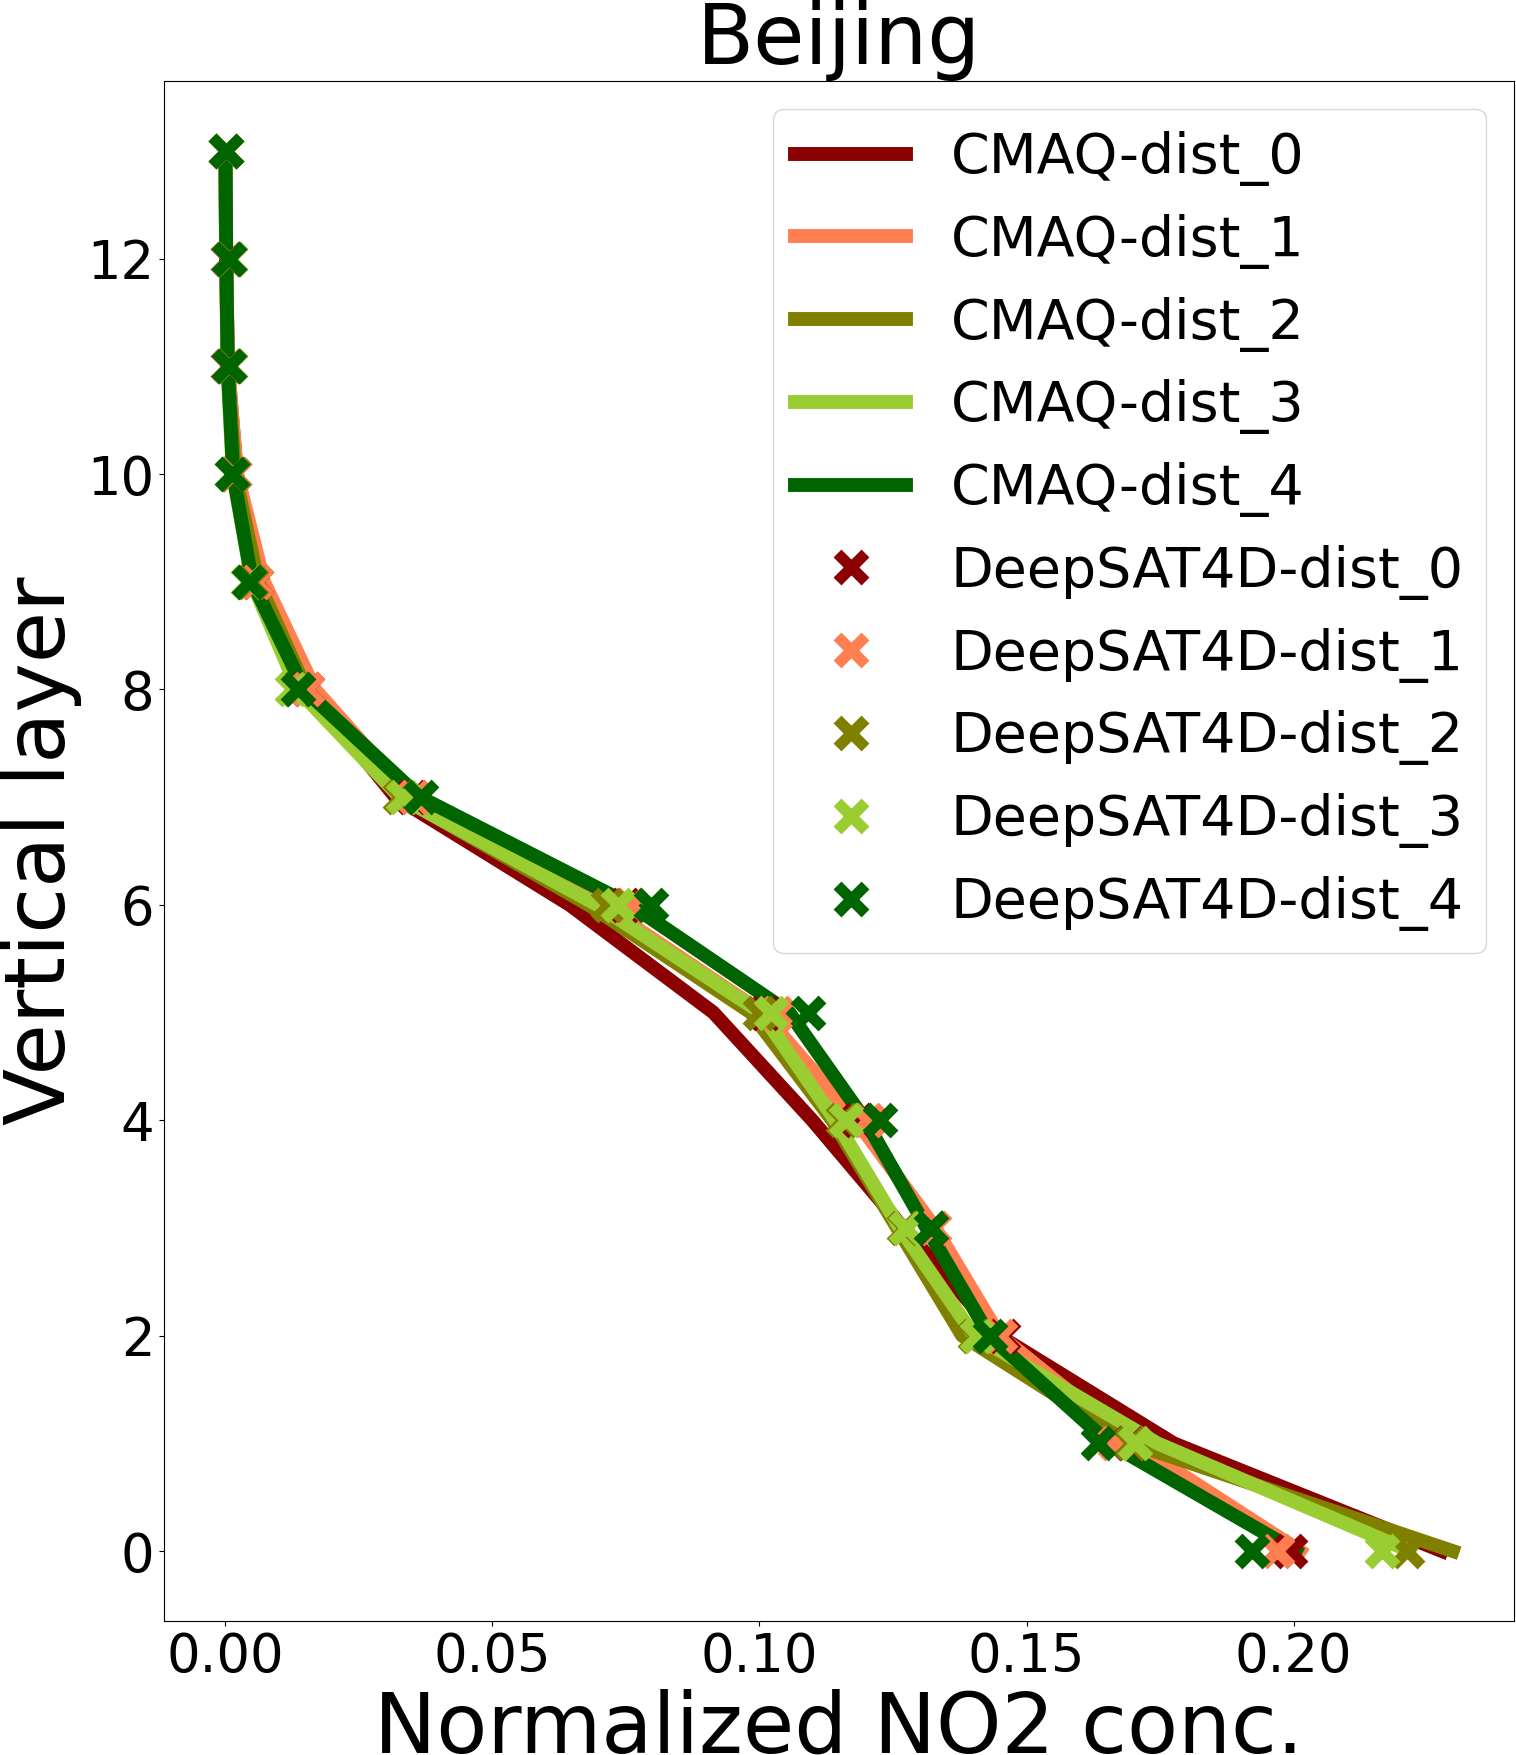 Beijing
CMAQ-dist_0
CMAQ-dist_1
CMAQ-dist_2
CMAQ-dist_3
CMAQ-dist_4
DeepSAT4D-dist_0
DeepSAT4D-dist_1
DeepSAT4D-dist_2
DeepSAT4D-dist_3
DeepSAT4D-dist_4
Vertical layer
12
10
8
6
4
2
0
0.00 0.05 0.10 0.15 0.20
Normalized NO2 conc.